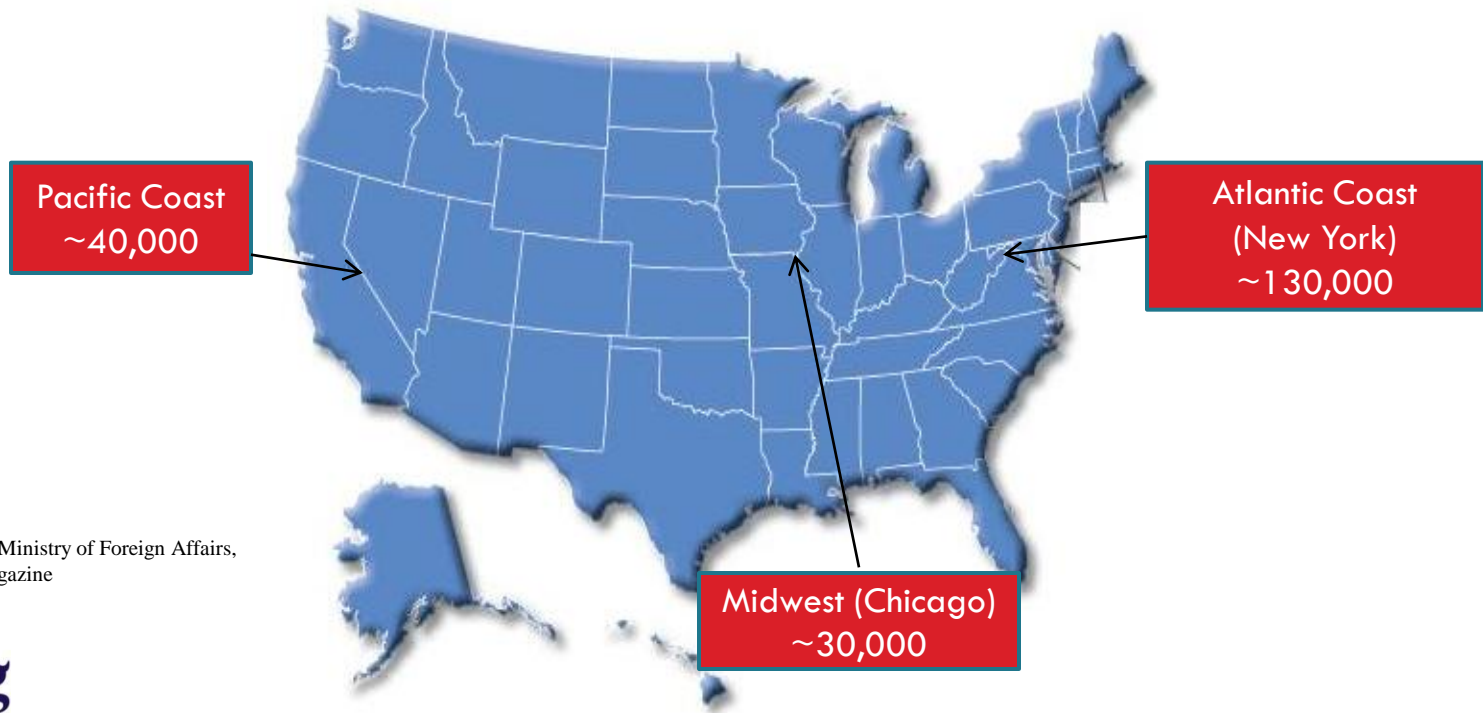 Pacific Coast
~40,000
Atlantic Coast
(New York)
~130,000
Midwest (Chicago)
~30,000
Ministry of Foreign Affairs,
gazine
g